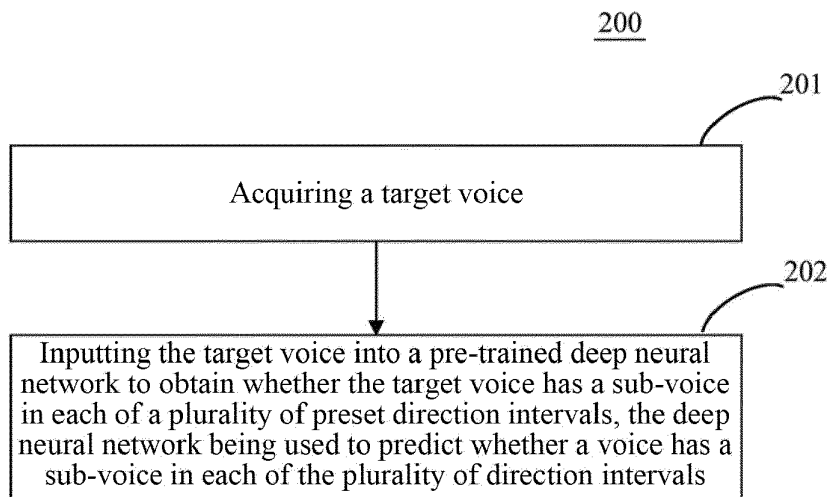 200
201
Acquiring a target voice
202
Inputting the target voice into a pre-trained deep neural
network to obtain whether the target voice has a sub-voice
in each of a plurality of preset direction intervals, the deep
neural network being used to predict whether a voice has a
sub-voice in each of the plurality of direction intervals